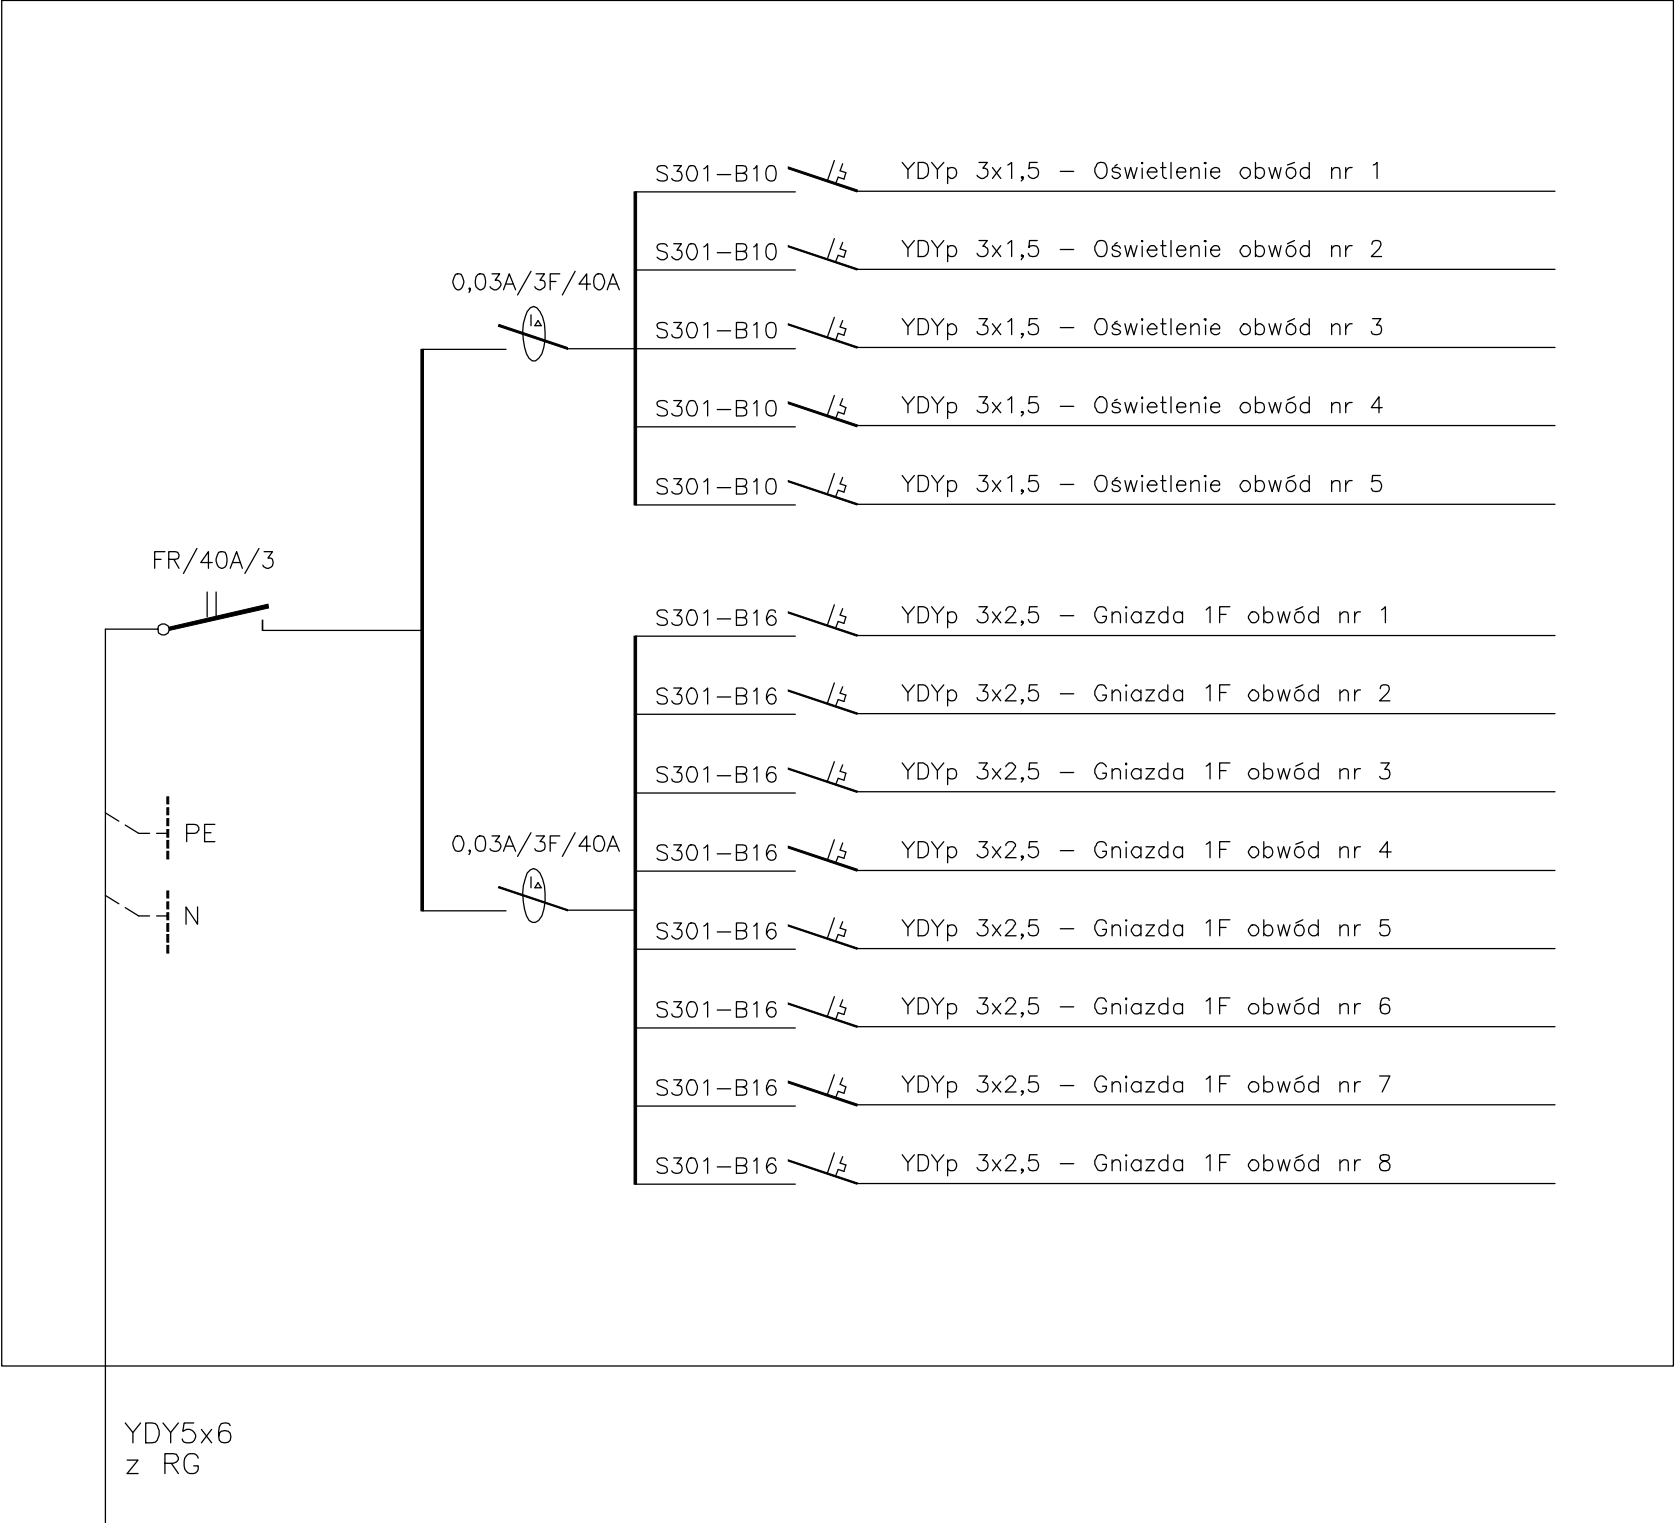 S301-B10 YDYp 3x1,5 - Oświetlenie obwód nr 1
S301-B10 YDYp 3x1,5 - Oświetlenie obwód nr 2
0,03A/3F/40A
I∆
S301-B10 YDYp 3x1,5 - Oświetlenie obwód nr 3
S301-B10 YDYp 3x1,5 - Oświetlenie obwód nr 4
S301-B10 YDYp 3x1,5 - Oświetlenie obwód nr 5
FR/40A/3
S301-B16 YDYp 3x2,5 - Gniazda 1F obwód nr 1
S301-B16 YDYp 3x2,5 - Gniazda 1F obwód nr 2
S301-B16 YDYp 3x2,5 - Gniazda 1F obwód nr 3
PE
0,03A/3F/40A
I∆
S301-B16 YDYp 3x2,5 - Gniazda 1F obwód nr 4
N
S301-B16 YDYp 3x2,5 - Gniazda 1F obwód nr 5
S301-B16 YDYp 3x2,5 - Gniazda 1F obwód nr 6
S301-B16 YDYp 3x2,5 - Gniazda 1F obwód nr 7
S301-B16 YDYp 3x2,5 - Gniazda 1F obwód nr 8
YDY5x6
z RG